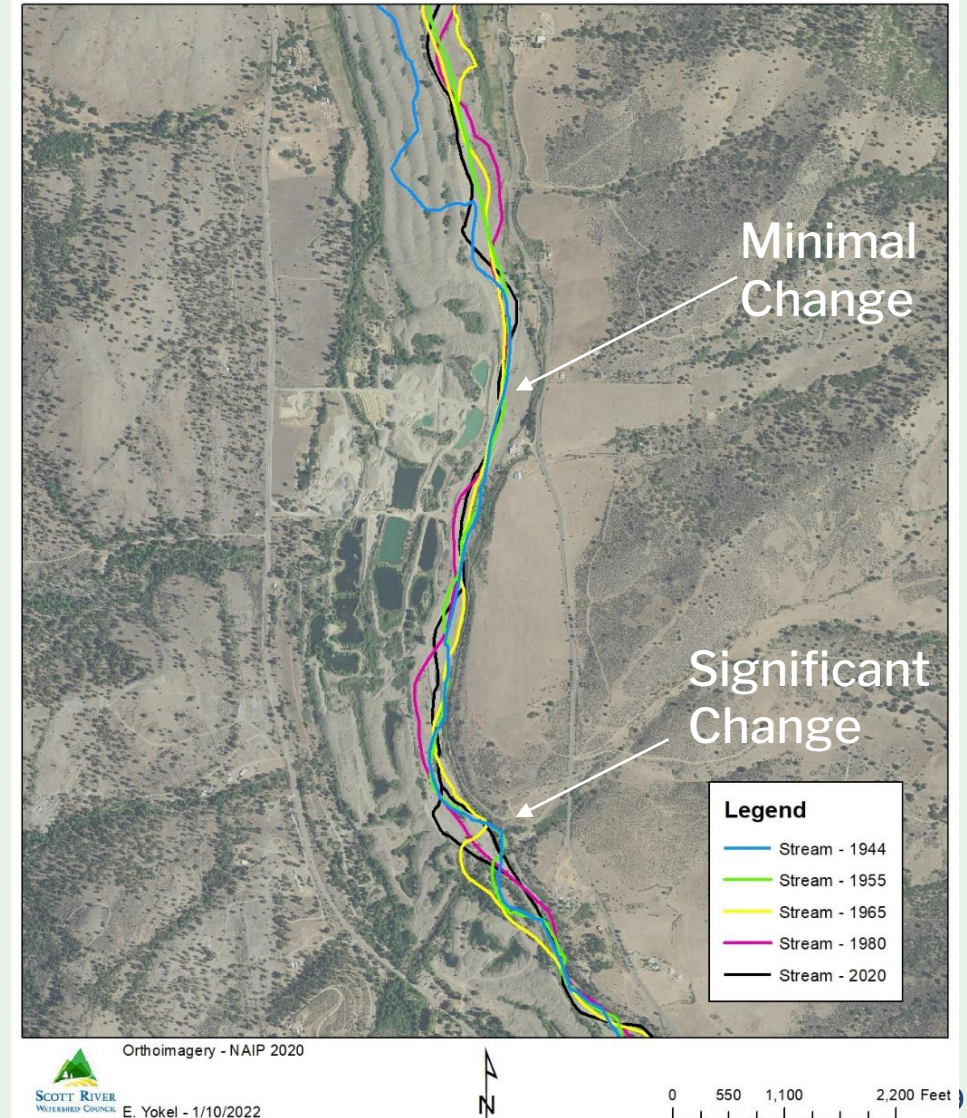 Minimal
Change
Significant
Change
Legend
Stream - 1944
Stream - 1955
Stream - 1965
Stream - 1980
Stream - 2020
Orthoimagery - NAIP 2020
SCOTT RIVER
WATERSHED COUNCIL
E. Yokel - 1/10/2022
N
0 550 1,100 2,200 Feet